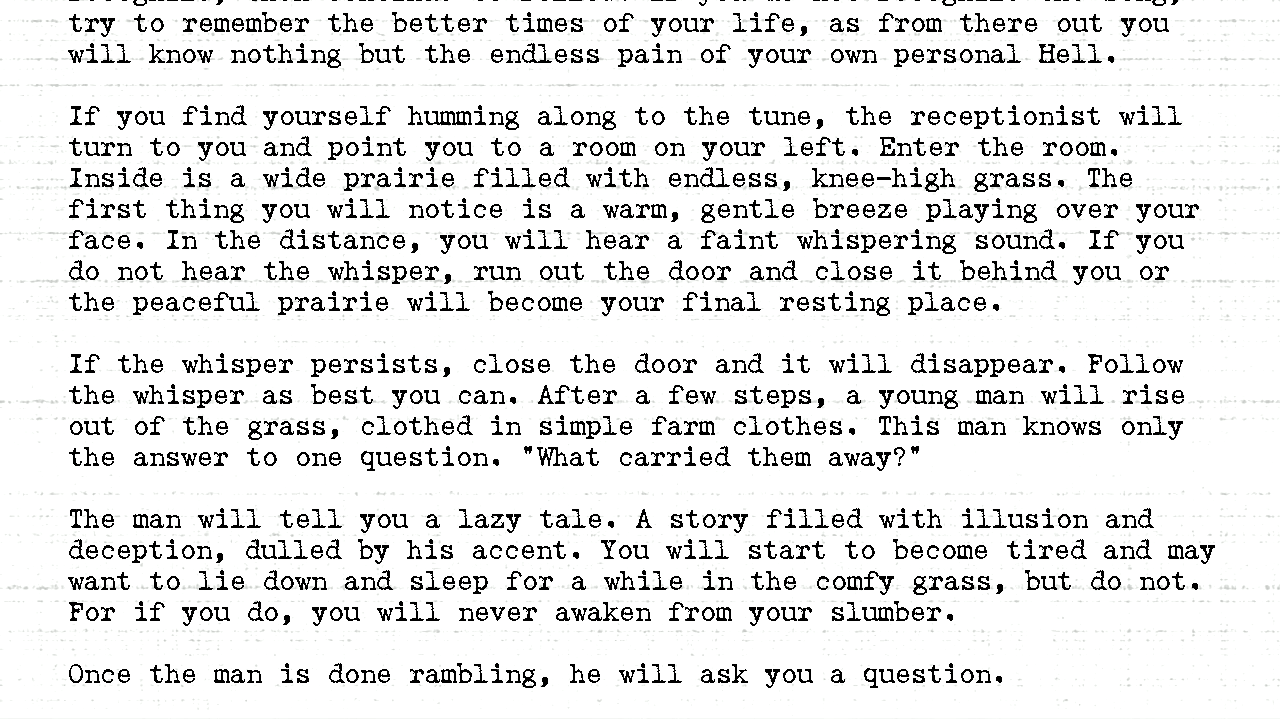 try to remember the better times of your life, as from there out you
will know nothing but the endless pain of your own personal Hell.
If you find yourself humming along to the tune, the receptionist will
turn to you and point you to a room on your left. Enter the room.
Inside is a wide prairie filled with endless, knee-high grass. The
first thing you will notice is a warm, gentle breeze playing over your
face. In the distance, you will hear a faint whispering sound. If you
do not hear the whisper, run out the door and close it behind you or
the peaceful prairie will become your final resting place.
If the whisper persists, close the door and it will disappear. Follow
the whisper as best you can. After a few steps, a young man will rise
out of the grass, clothed in simple farm clothes. This man knows only
the answer to one question. "What carried them away?"
The man will tell you a lazy tale. A story filled with illusion and
deception, dulled by his accent. You will start to become tired and may
want to lie down and sleep for a while in the comfy grass, but do not.
For if you do, you will never awaken from your slumber.
Once the man is done rambling, he will ask you a question.